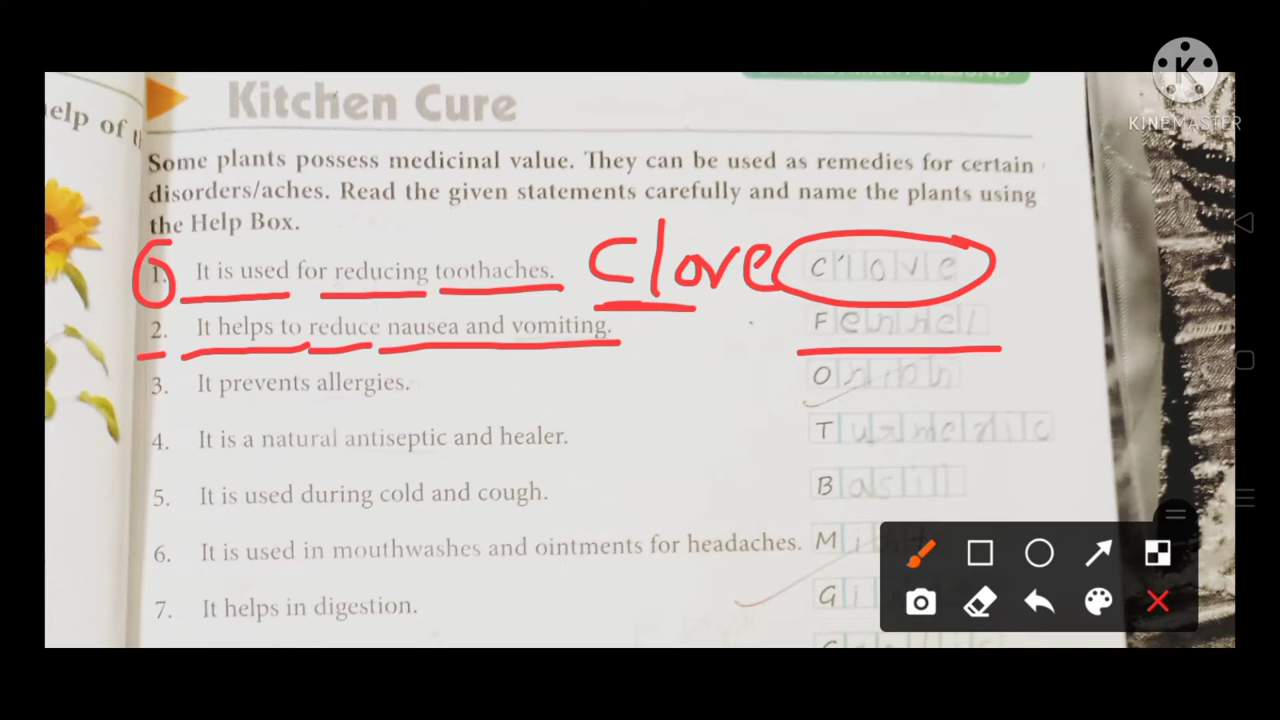 KINEMASTER
elp of t
Kitchen Cure
Some plants possess medicinal value. They can be used as remedies for certain
disorders/aches. Read the given statements carefully and name the plants using
the Help Box.
1. It is used for reducing toothaches. Clove Clove
2. It helps to reduce nausea and vomiting. Fennel
3. It prevents allergies. O
4. It is a natural antiseptic and healer. Turmeric
5. It is used during cold and cough. Basill
6. It is used in mouthwashes and ointments for headaches. Mi
7. It helps in digestion. Gi